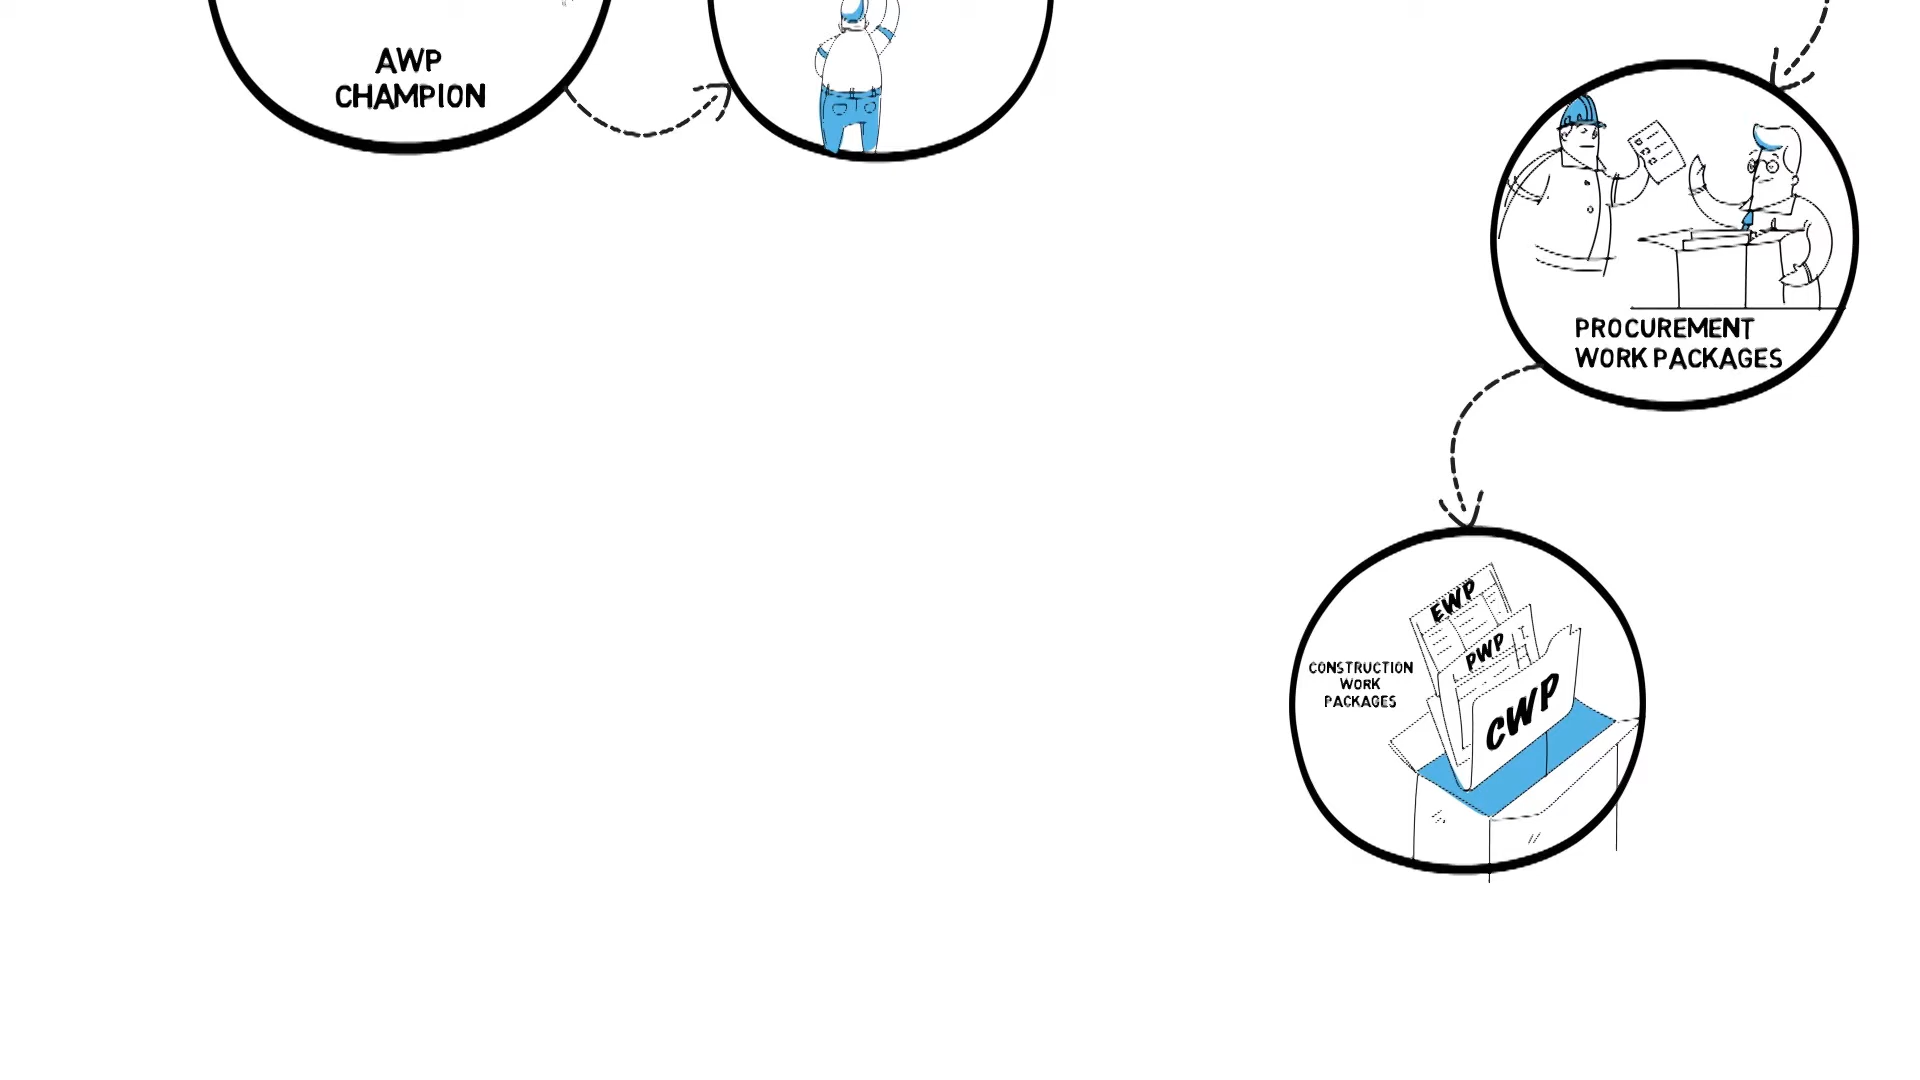 AWP
CHAMPION
PROCUREMENT
WORK PACKAGES
EWP
PWP
CWP
CONSTRUCTION
WORK
PACKAGES